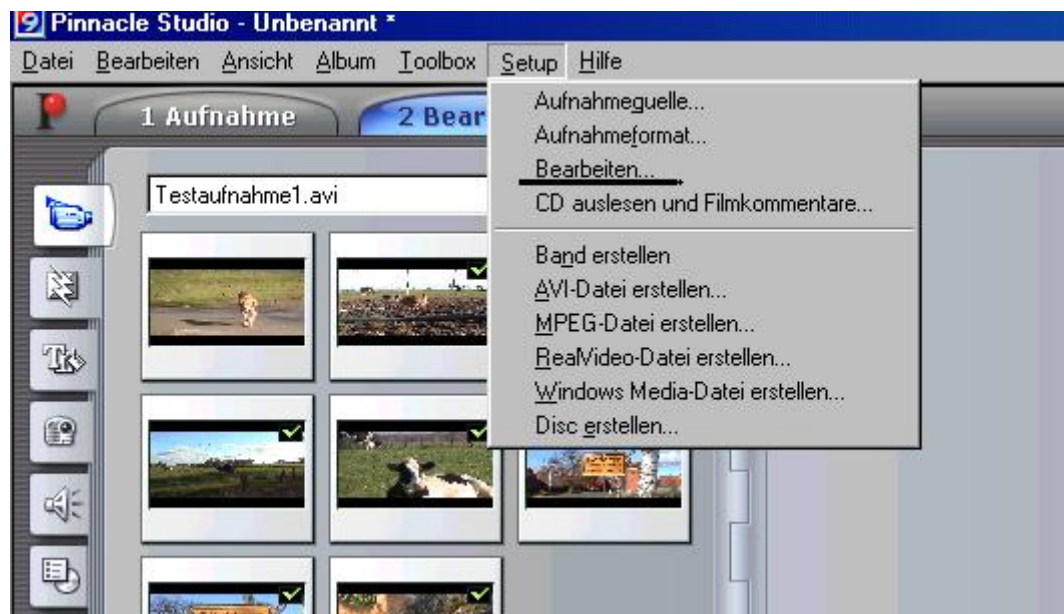 Pinnacle Studio - Unbenannt *
Datei Bearbeiten Ansicht Album Toolbox Setup Hilfe
1 Aufnahme 2 Bear
Aufnahmequelle...
Aufnahmeformat...
Bearbeiten...
CD auslesen und Filmkommentare...
Testaufnahme1.avi
Band erstellen
AVI-Datei erstellen...
MPEG-Datei erstellen...
RealVideo-Datei erstellen...
Windows Media-Datei erstellen...
Disc erstellen...